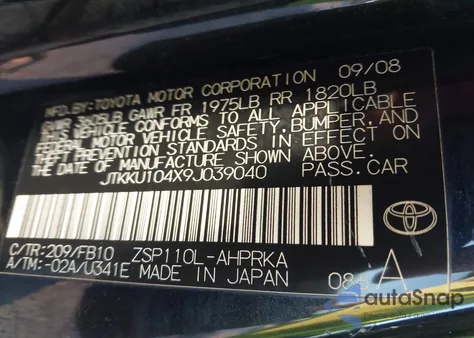 MFD.BY:TOYOTA MOTOR CORPORATION 09/08
GVWR 3605LB GAWR FR 1975LB RR 1820LB
THIS VEHICLE CONFORMS TO ALL APPLICABLE
FEDERAL MOTOR VEHICLE SAFETY,BUMPER,AND
THEFT PREVENTION STANDARDS IN EFFECT ON
THE DATE OF MANUFACTURE SHOWN ABOVE.
JTKKU104X9J039040 PASS.CAR
C/TR:209/FB10 ZSP110L-AHPRKA
A/TM:-02A/U341E MADE IN JAPAN
A
TOYOTA
autoSnap